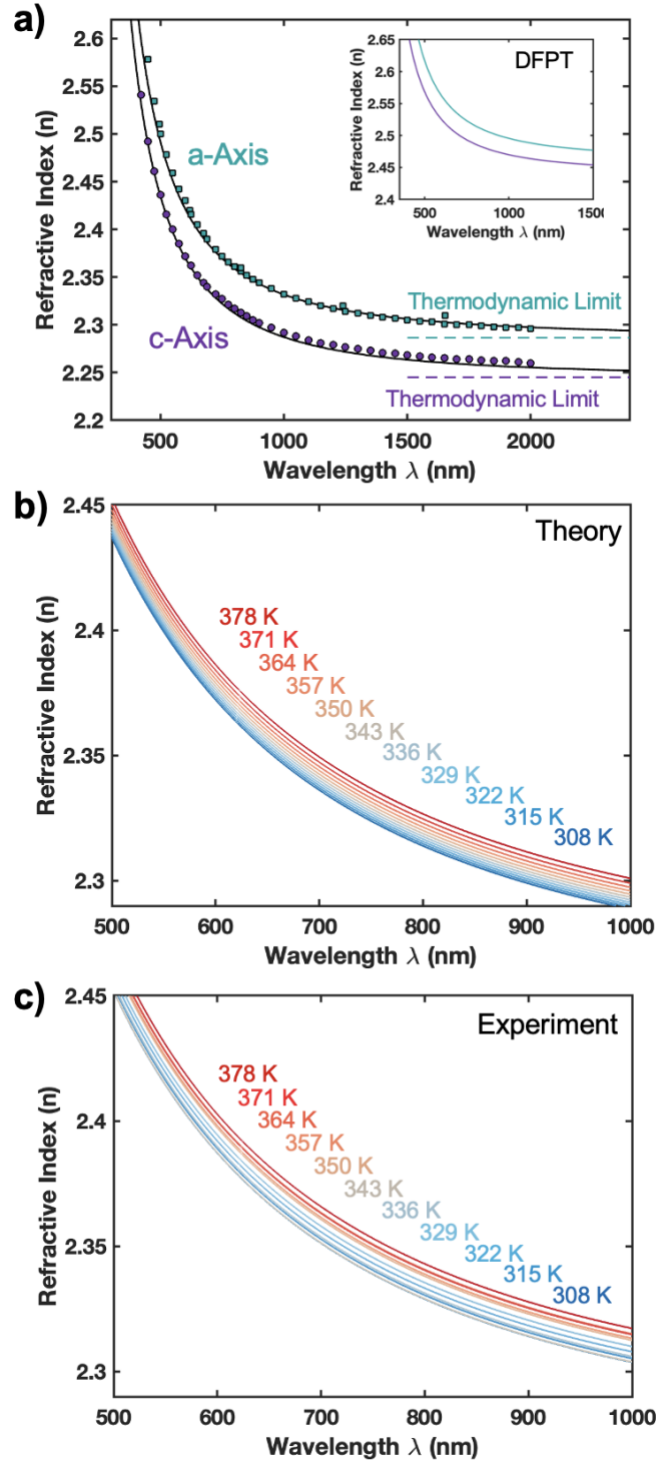 a)
2.6
2.55
2.5
2.45
2.4
2.35
2.3
2.25
2.2
Refractive Index (n)
a-Axis
c-Axis
Thermodynamic Limit
Thermodynamic Limit
500
1000
1500
2000
Wavelength λ (nm)
DFPT
2.65
2.6
2.55
2.5
2.45
2.4
Refractive Index (n)
500
1000
1500
Wavelength λ (nm)
b)
Theory
2.45
2.4
2.35
2.3
Refractive Index (n)
378 K
371 K
364 K
357 K
350 K
343 K
336 K
329 K
322 K
315 K
308 K
500
600
700
800
900
1000
Wavelength λ (nm)
c)
Experiment
2.45
2.4
2.35
2.3
Refractive Index (n)
378 K
371 K
364 K
357 K
350 K
343 K
336 K
329 K
322 K
315 K
308 K
500
600
700
800
900
1000
Wavelength λ (nm)